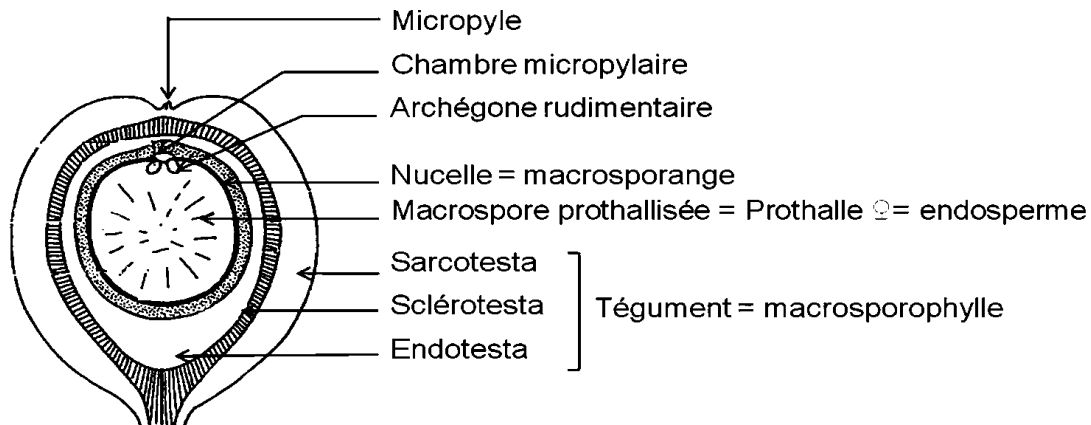 Micropyle
Chambre micropylaire
Archégone rudimentaire
Nucelle = macrosporange
Macrospore prothallisée = Prothalle ♀ = endosperme
Sarcotesta
Sclérotesta
Endotesta
Tégument = macrosporophylle